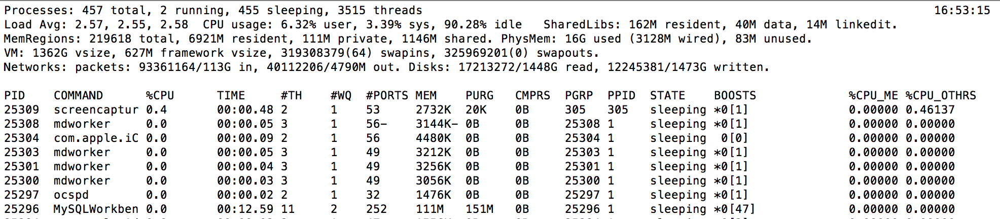 Processes: 457 total, 2 running, 455 sleeping, 3515 threads 16:53:15
Load Avg: 2.57, 2.55, 2.58 CPU usage: 6.32% user, 3.39% sys, 90.28% idle SharedLibs: 162M resident, 40M data, 14M linkedit.
MemRegions: 219618 total, 6921M resident, 111M private, 1146M shared. PhysMem: 16G used (3128M wired), 83M unused.
VM: 1362G vsize, 627M framework vsize, 319308379(64) swapins, 325969201(0) swapouts.
Networks: packets: 93361164/113G in, 40112206/4790M out. Disks: 17213272/1448G read, 12245381/1473G written.
PID COMMAND %CPU TIME #TH #WQ #PORTS MEM PURG CMPRS PGRP PPID STATE BOOSTS %CPU_ME %CPU_OTHRS
25309 screencaptur 0.4 00:00.48 2 1 53 2732K 20K 0B 305 305 sleeping *0[1] 0.00000 0.46137
25308 mdworker 0.0 00:00.05 3 1 56- 3144K- 0B 0B 25308 1 sleeping *0[1] 0.00000 0.00000
25304 com.apple.iC 0.0 00:00.09 2 1 56 4480K 0B 0B 25304 1 sleeping 0[0] 0.00000 0.00000
25303 mdworker 0.0 00:00.05 3 1 49 3212K 0B 0B 25303 1 sleeping *0[1] 0.00000 0.00000
25301 mdworker 0.0 00:00.04 3 1 49 3256K 0B 0B 25301 1 sleeping *0[1] 0.00000 0.00000
25300 mdworker 0.0 00:00.03 3 1 49 3056K 0B 0B 25300 1 sleeping *0[1] 0.00000 0.00000
25297 ocspd 0.0 00:00.02 2 1 32 1476K 0B 0B 25297 1 sleeping *0[1] 0.00000 0.00000
25296 MySQLWorkben 0.0 00:12.59 11 2 252 111M 151M 0B 25296 1 sleeping *0[47] 0.00000 0.00000